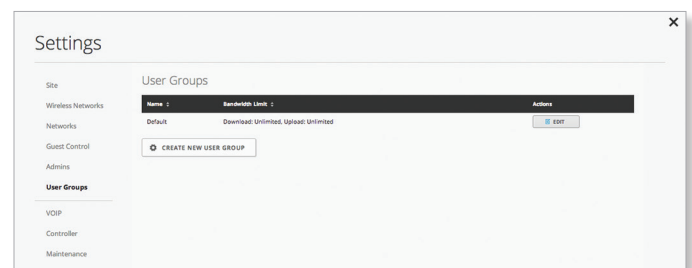 Settings
Site
Wireless Networks
Networks
Guest Control
Admins
User Groups
VOIP
Controller
Maintenance
User Groups
Name Bandwidth Limit Actions
Default Download: Unlimited, Upload: Unlimited EDIT
CREATE NEW USER GROUP